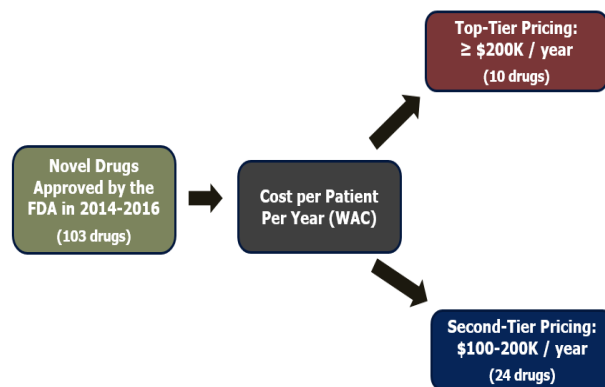 Top-Tier Pricing:
≥ $200K / year
(10 drugs)
Novel Drugs
Approved by the
FDA in 2014-2016
(103 drugs)
Cost per Patient
Per Year (WAC)
Second-Tier Pricing:
$100-200K / year
(24 drugs)